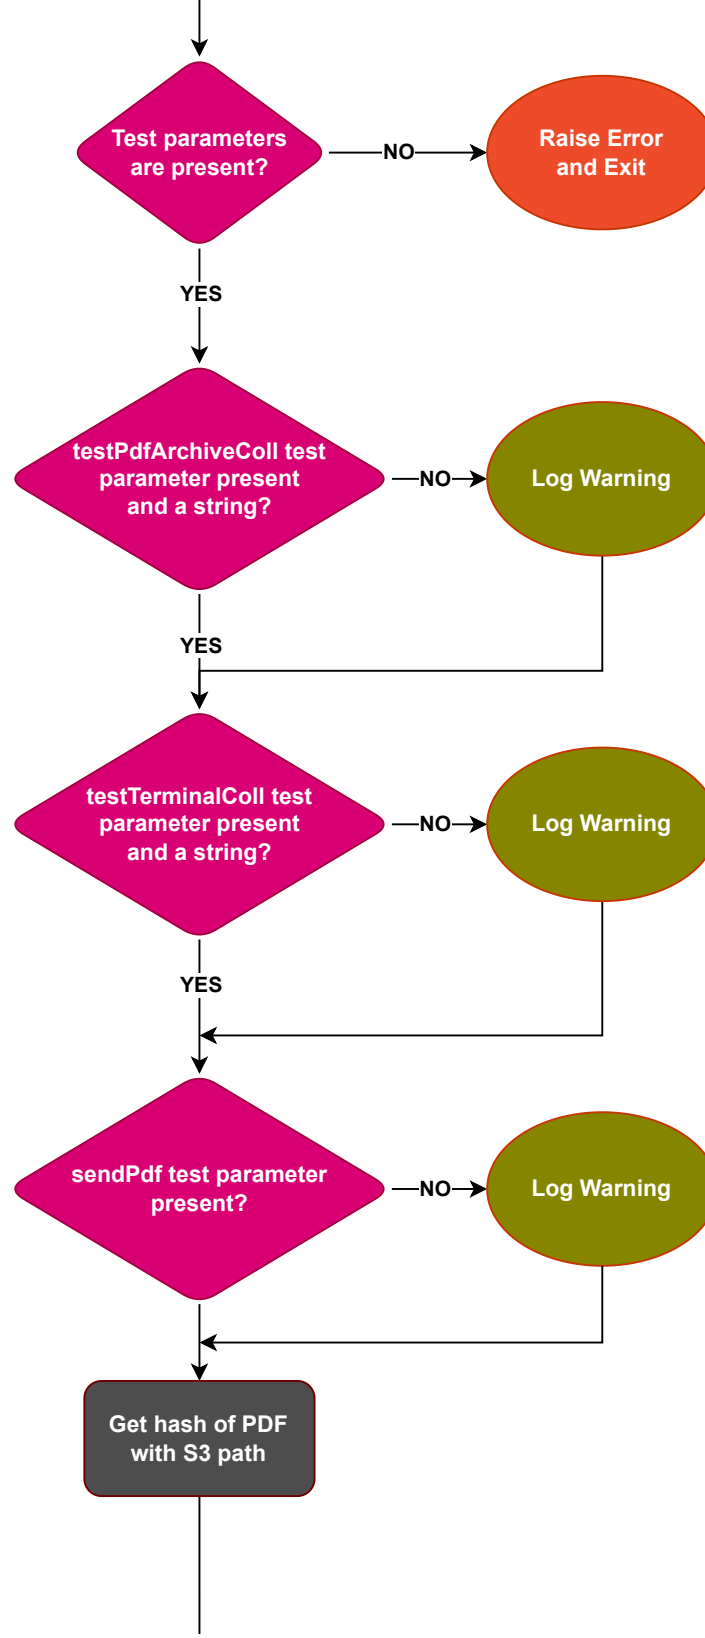 Test parameters
are present?
NO
Raise Error
and Exit
YES
testPdfArchiveColl test
parameter present
and a string?
NO
Log Warning
YES
testTerminalColl test
parameter present
and a string?
NO
Log Warning
YES
sendPdf test parameter
present?
NO
Log Warning
Get hash of PDF
with S3 path